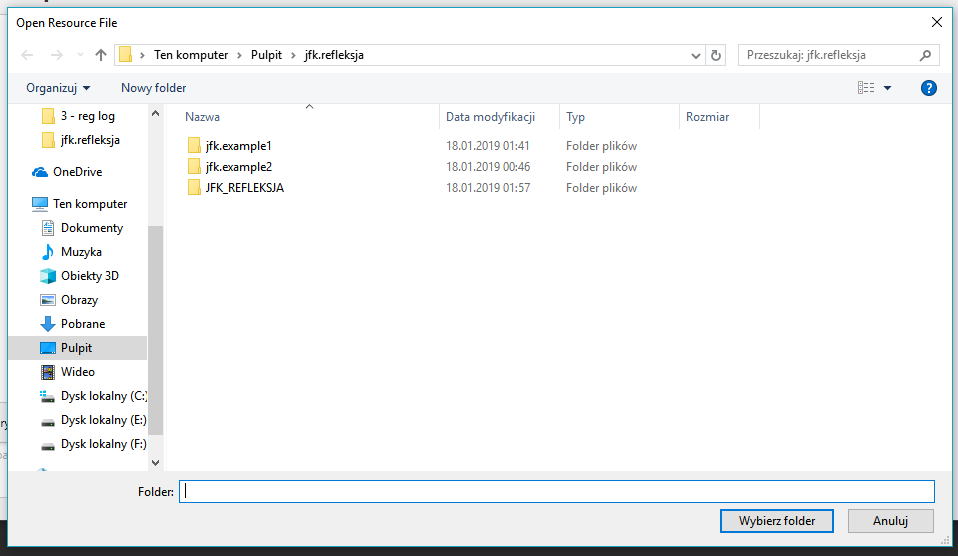 Open Resource File
Ten komputer
Pulpit
jfk.refleksja
Przeszukaj: jfk.refleksja
Organizuj
Nowy folder
?
3 - reg log
jfk.refleksja
OneDrive
Ten komputer
Dokumenty
Muzyka
Obiekty 3D
Obrazy
Pobrane
Pulpit
Wideo
Dysk lokalny (C:)
Dysk lokalny (E:)
Dysk lokalny (F:)
Nazwa Data modyfikacji Typ Rozmiar
jfk.example1 18.01.2019 01:41 Folder plików
jfk.example2 18.01.2019 00:46 Folder plików
JFK_REFLEKSJA 18.01.2019 01:57 Folder plików
Folder:
Wybierz folder
Anuluj